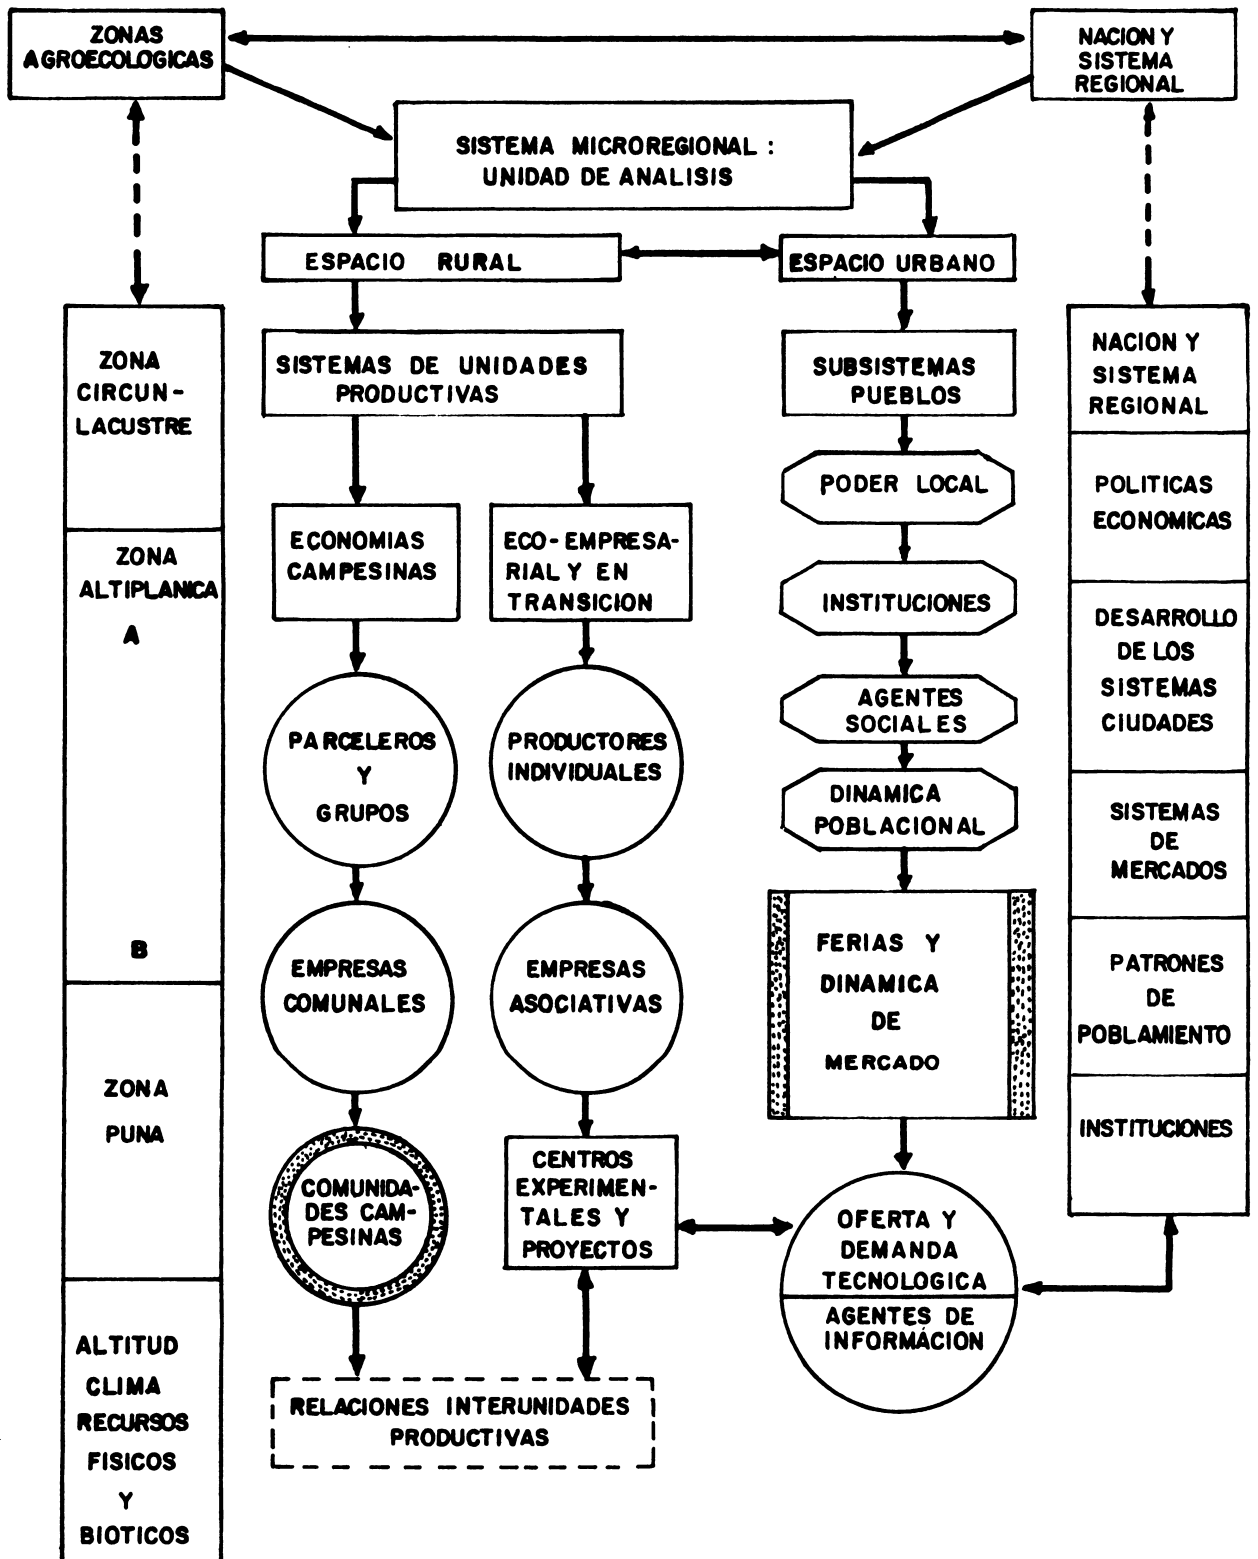 ZONAS
AGROECOLOGICAS
NACION Y
SISTEMA
REGIONAL
SISTEMA MICROREGIONAL :
UNIDAD DE ANALISIS
ESPACIO RURAL
ESPACIO URBANO
ZONA
CIRCUN-
LACUSTRE
ZONA
ALTIPLANICA
A
B
ZONA
PUNA
ALTITUD
CLIMA
RECURSOS
FISICOS
Y
BIOTICOS
SISTEMAS DE UNIDADES
PRODUCTIVAS
ECONOMIAS
CAMPESINAS
PARCELEROS
Y
GRUPOS
EMPRESAS
COMUNALES
COMUNIDA-
DES CAM-
PESINAS
ECO-EMPRESA-
RIAL Y EN
TRANSICION
PRODUCTORES
INDIVIDUALES
EMPRESAS
ASOCIATIVAS
CENTROS
EXPERIMEN-
TALES Y
PROYECTOS
RELACIONES INTERUNIDADES
PRODUCTIVAS
SUBSISTEMAS
PUEBLOS
PODER LOCAL
INSTITUCIONES
AGENTES
SOCIALES
DINAMICA
POBLACIONAL
FERIAS Y
DINAMICA
DE
MERCADO
OFERTA Y
DEMANDA
TECNOLOGICA
AGENTES DE
INFORMÁCION
NACION Y
SISTEMA
REGIONAL
POLITICAS
ECONOMICAS
DESARROLLO
DE LOS
SISTEMAS
CIUDADES
SISTEMAS
DE
MERCADOS
PATRONES
DE
POBLAMIENTO
INSTITUCIONES